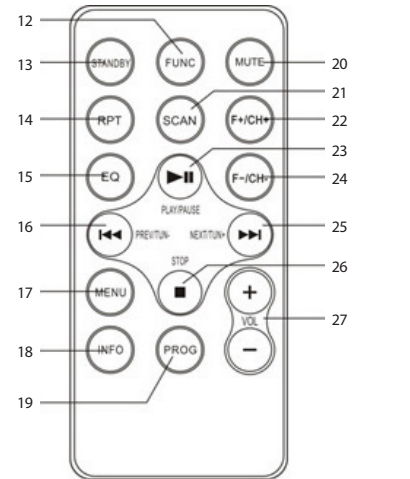 12
13 STANDBY FUNC MUTE 20
21
14 RPT SCAN F+/CH+ 22
23
15 EQ F-/CH- 24
PLAY/PAUSE
16 PREV/TUN- NEXT/TUN+ 25
STOP
26
17 MENU
VOL 27
18 INFO PROG
19